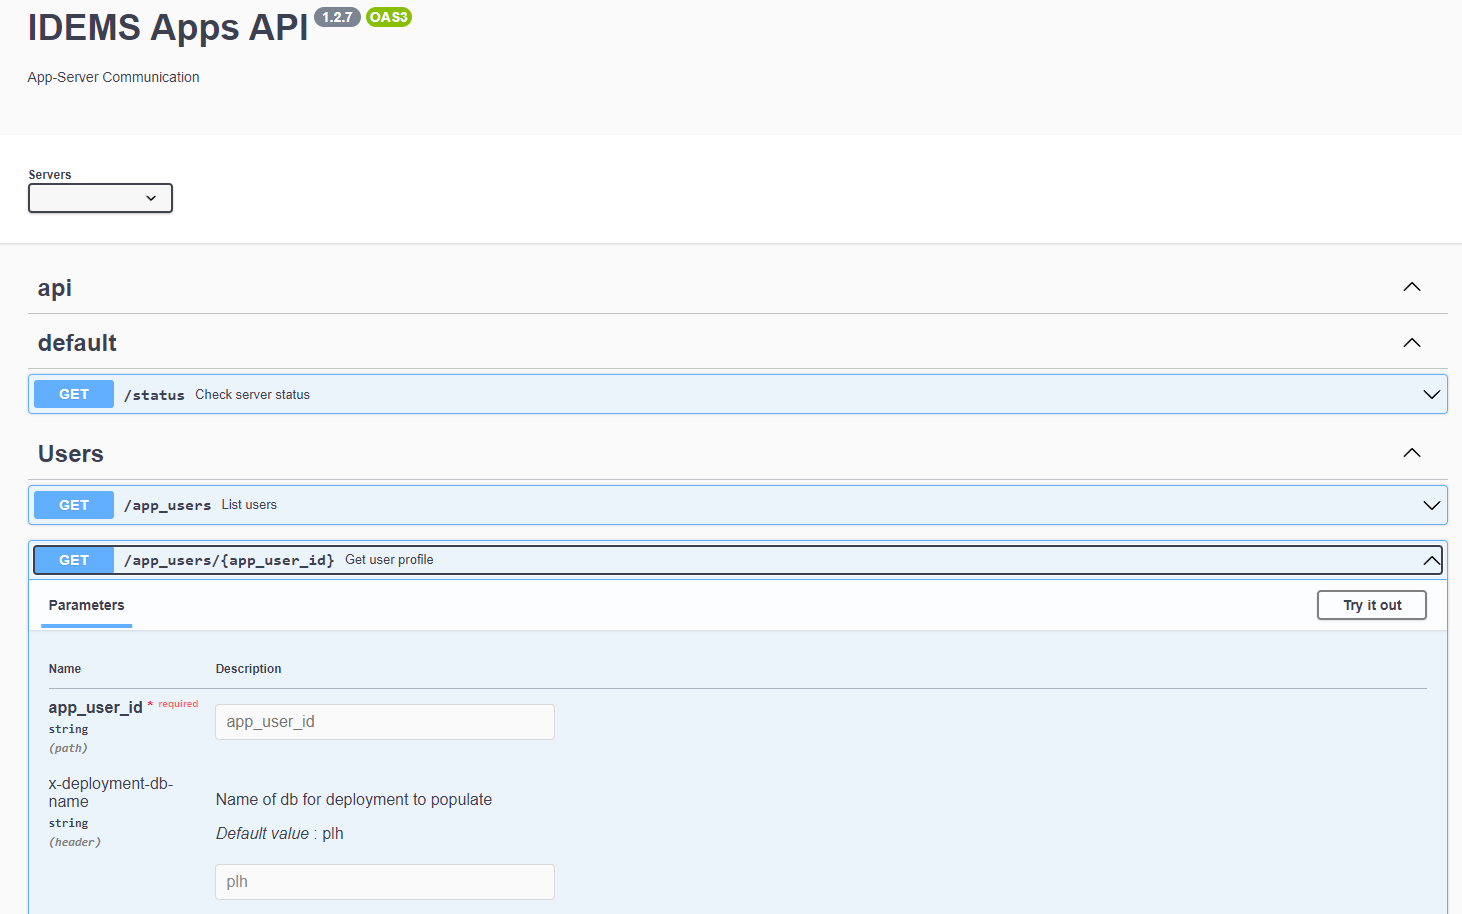 IDEMS Apps API 1.2.7 OAS3
App-Server Communication
Servers
api
default
GET /status Check server status
Users
GET /app_users List users
GET /app_users/{app_user_id} Get user profile
Parameters Try it out
Name Description
app_user_id * required
string
(path)
app_user_id
x-deployment-db-
name
string
(header)
Name of db for deployment to populate
Default value : plh
plh